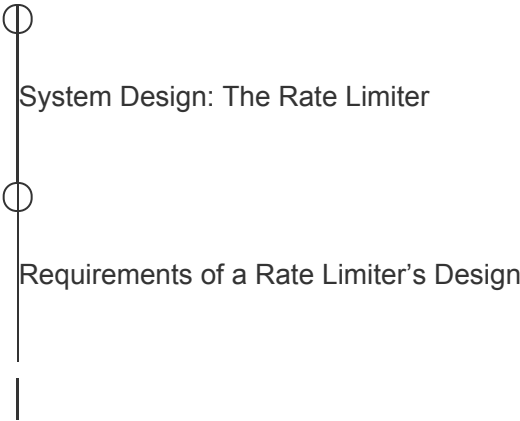 System Design: The Rate Limiter
Requirements of a Rate Limiter’s Design